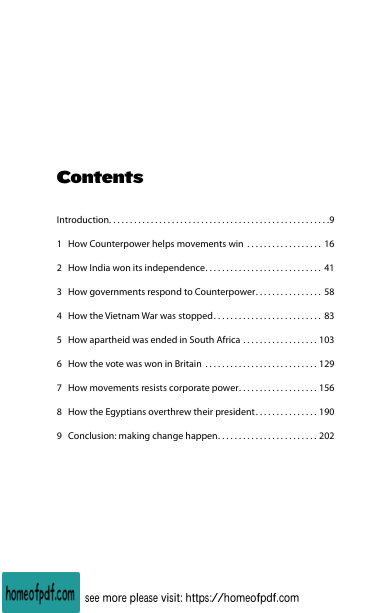 Contents
Introduction. . . . . . . . . . . . . . . . . . . . . . . . . . . . . . . . . . . . . . . . . . . . . . . . . . . . .9
1 How Counterpower helps movements win . . . . . . . . . . . . . . . . . . 16
2 How India won its independence. . . . . . . . . . . . . . . . . . . . . . . . . . . . 41
3 How governments respond to Counterpower. . . . . . . . . . . . . . . . 58
4 How the Vietnam War was stopped. . . . . . . . . . . . . . . . . . . . . . . . . . 83
5 How apartheid was ended in South Africa . . . . . . . . . . . . . . . . . . 103
6 How the vote was won in Britain . . . . . . . . . . . . . . . . . . . . . . . . . . . 129
7 How movements resists corporate power. . . . . . . . . . . . . . . . . . . 156
8 How the Egyptians overthrew their president. . . . . . . . . . . . . . . 190
9 Conclusion: making change happen. . . . . . . . . . . . . . . . . . . . . . . . 202
homeofpdf.com see more please visit: https://homeofpdf.com